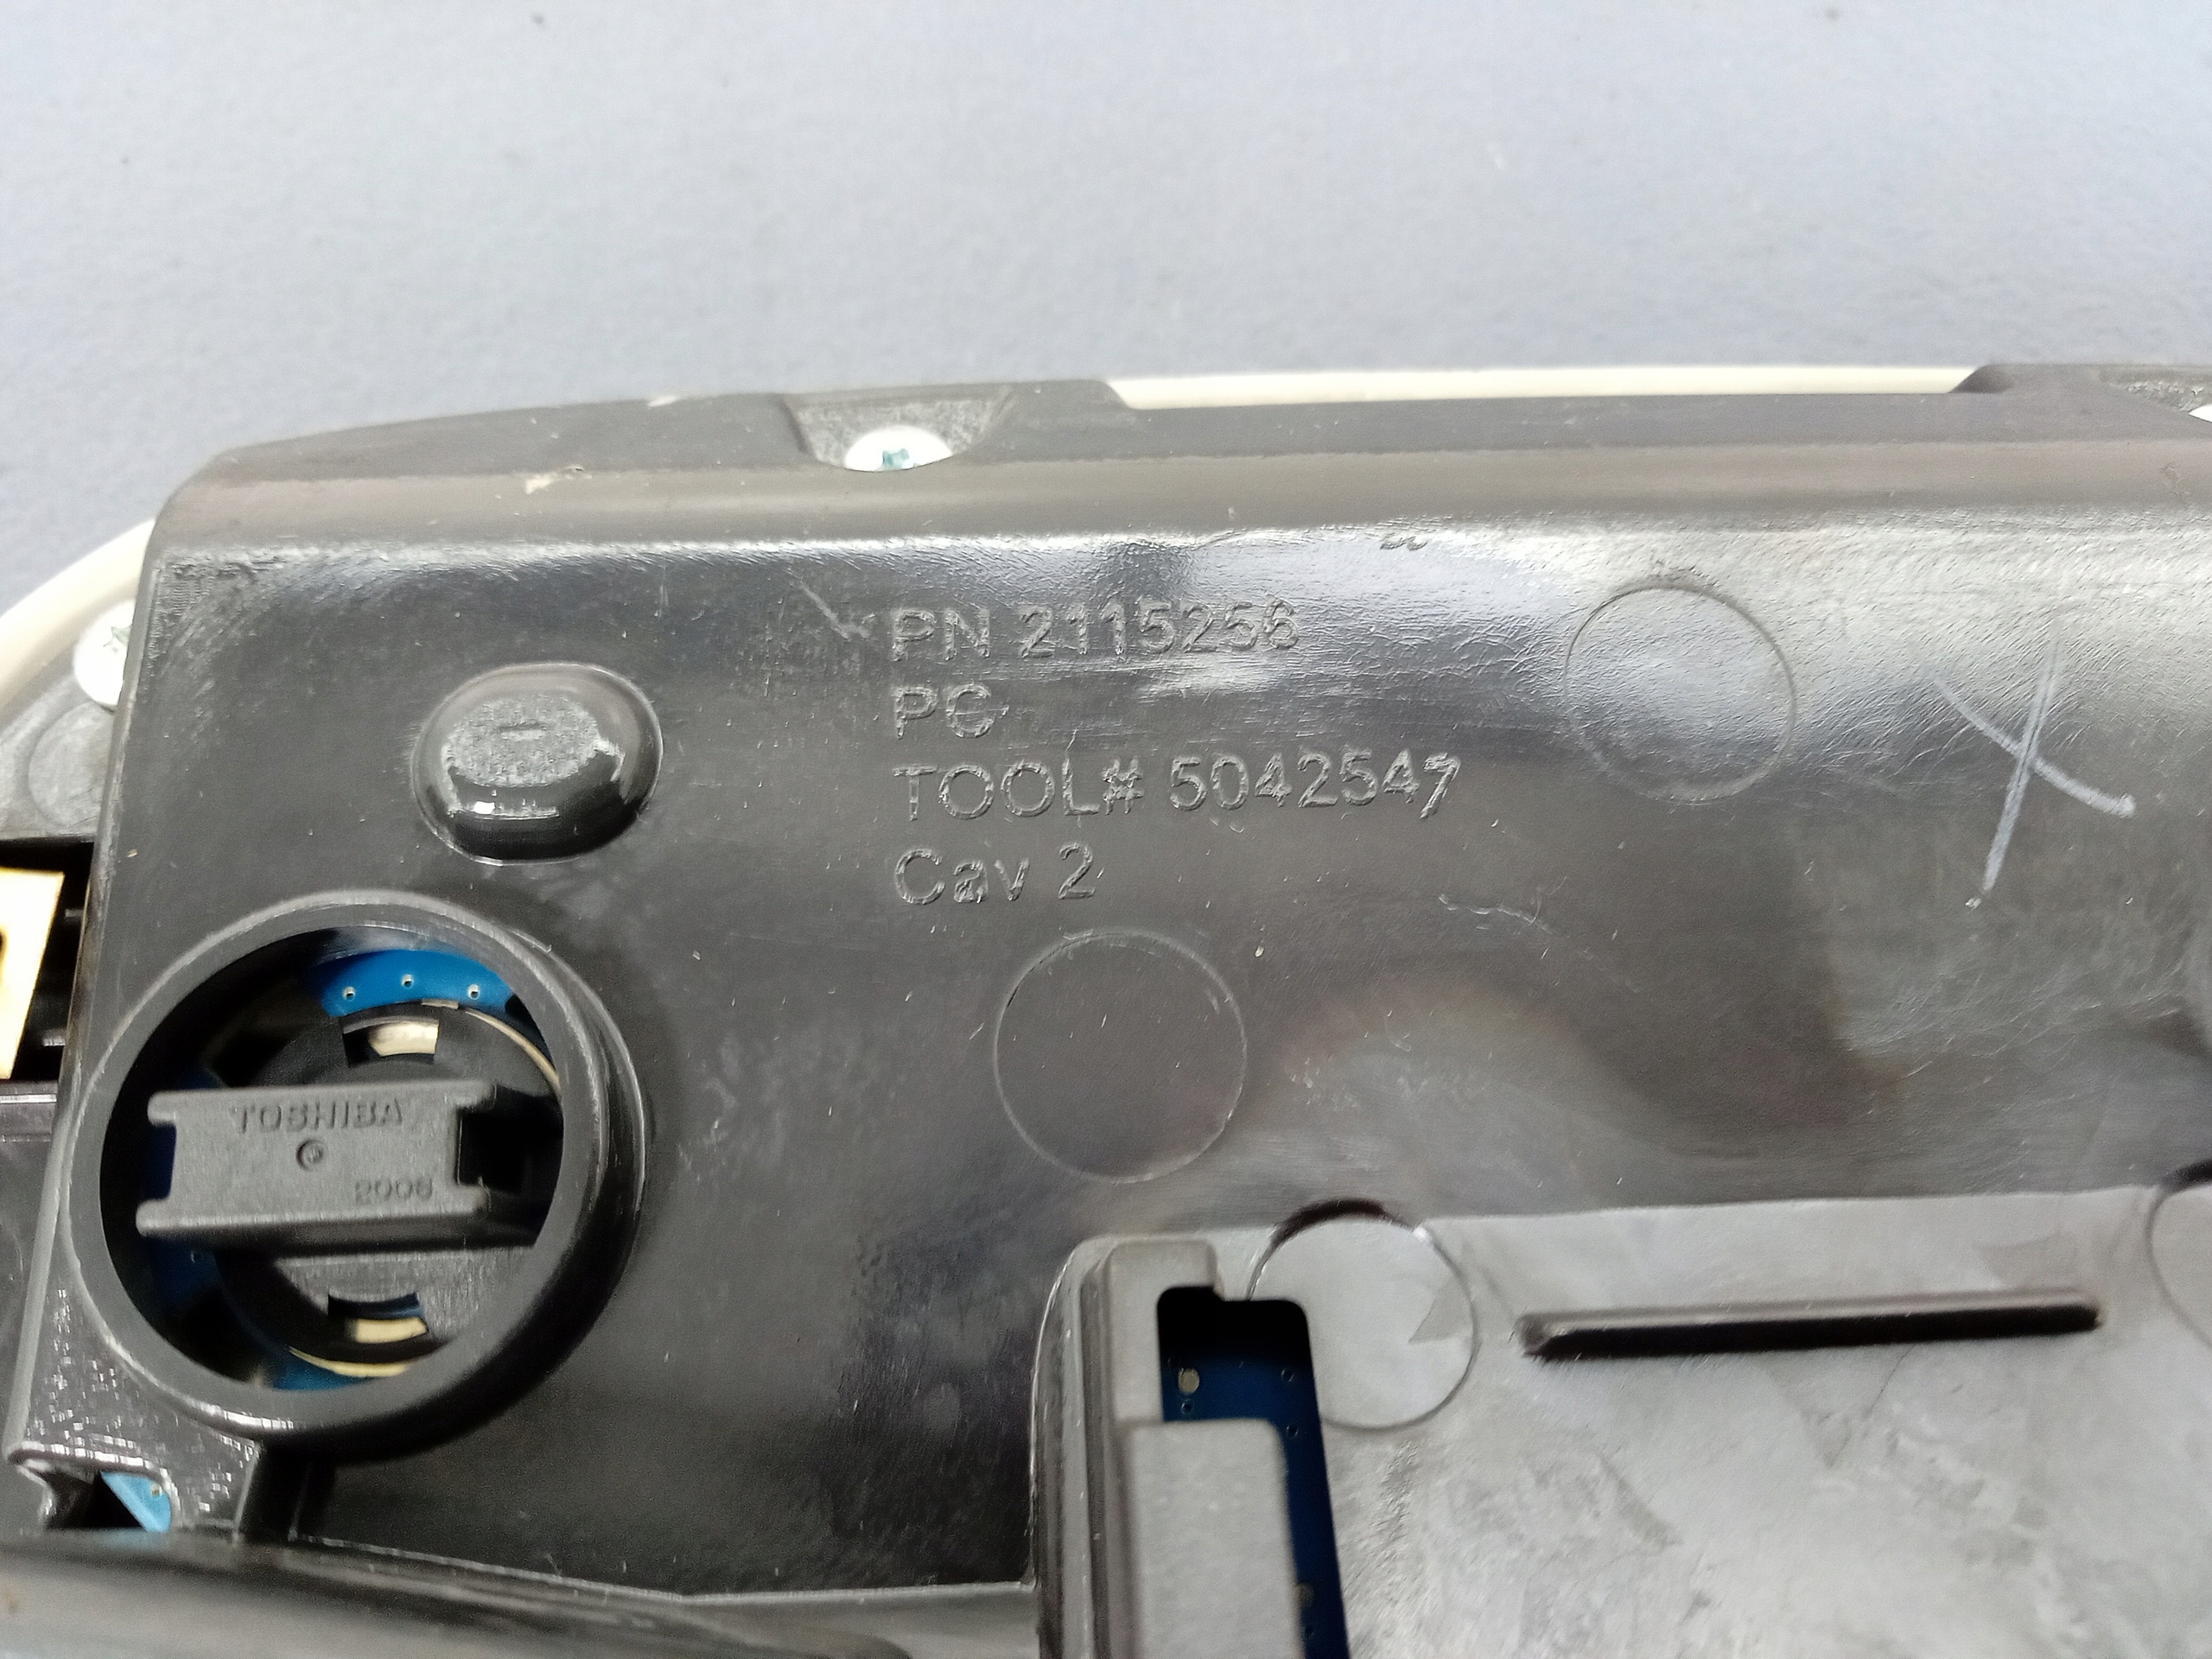 PN 2115256
PC
TOOL# 5042547
Cav 2
TOSHIBA
2006